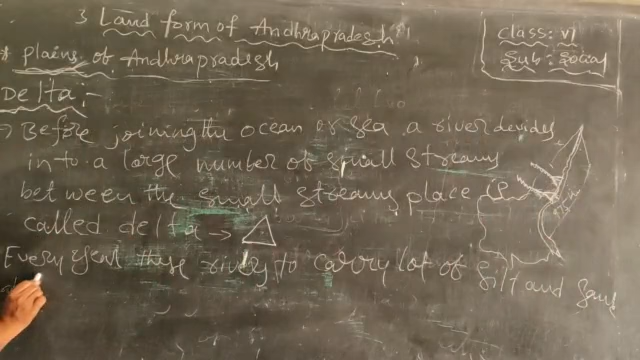 3 Land form of Andhrapradesh
class: VI
Sub: Social
* plains of Andhrapradesh
Delta:-
→ Before joining the ocean or sea a river devides
in to a large number of small streams
between the small streams place is
called delta → △
Every year these rivers to carry lot of silt and